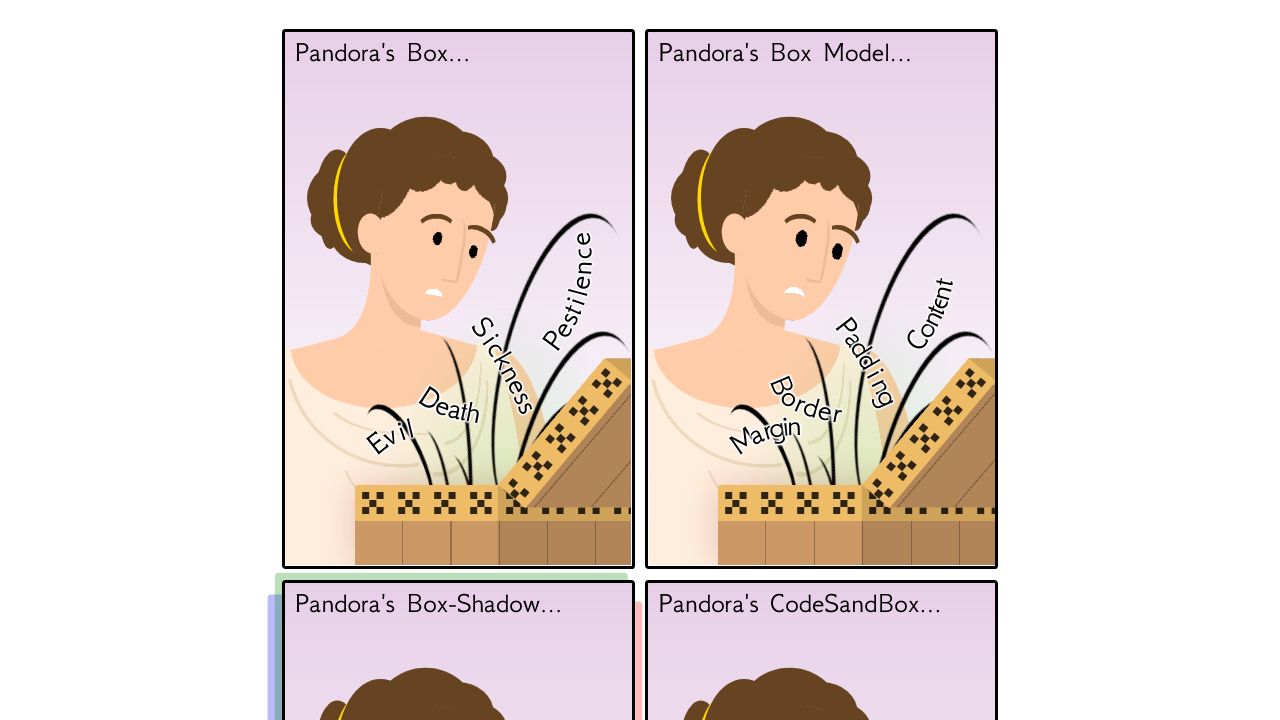 Pandora's Box...
Pestilence
Sickness
Death
Evil
Pandora's Box Model...
Content
Padding
Border
Margin
Pandora's Box-Shadow...
Pandora's CodeSandBox...